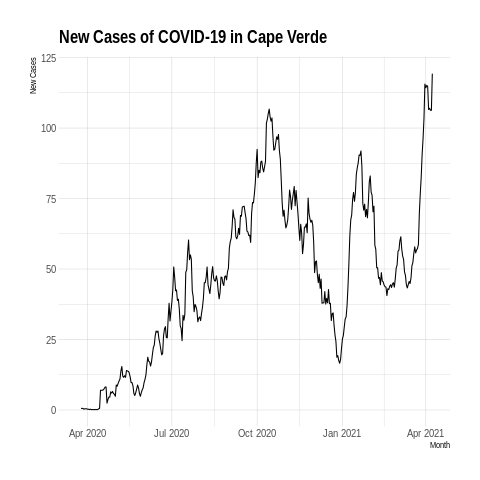 New Cases of COVID-19 in Cape Verde
New Cases
125
100
75
50
25
0
Apr 2020
Jul 2020
Oct 2020
Jan 2021
Apr 2021
Month